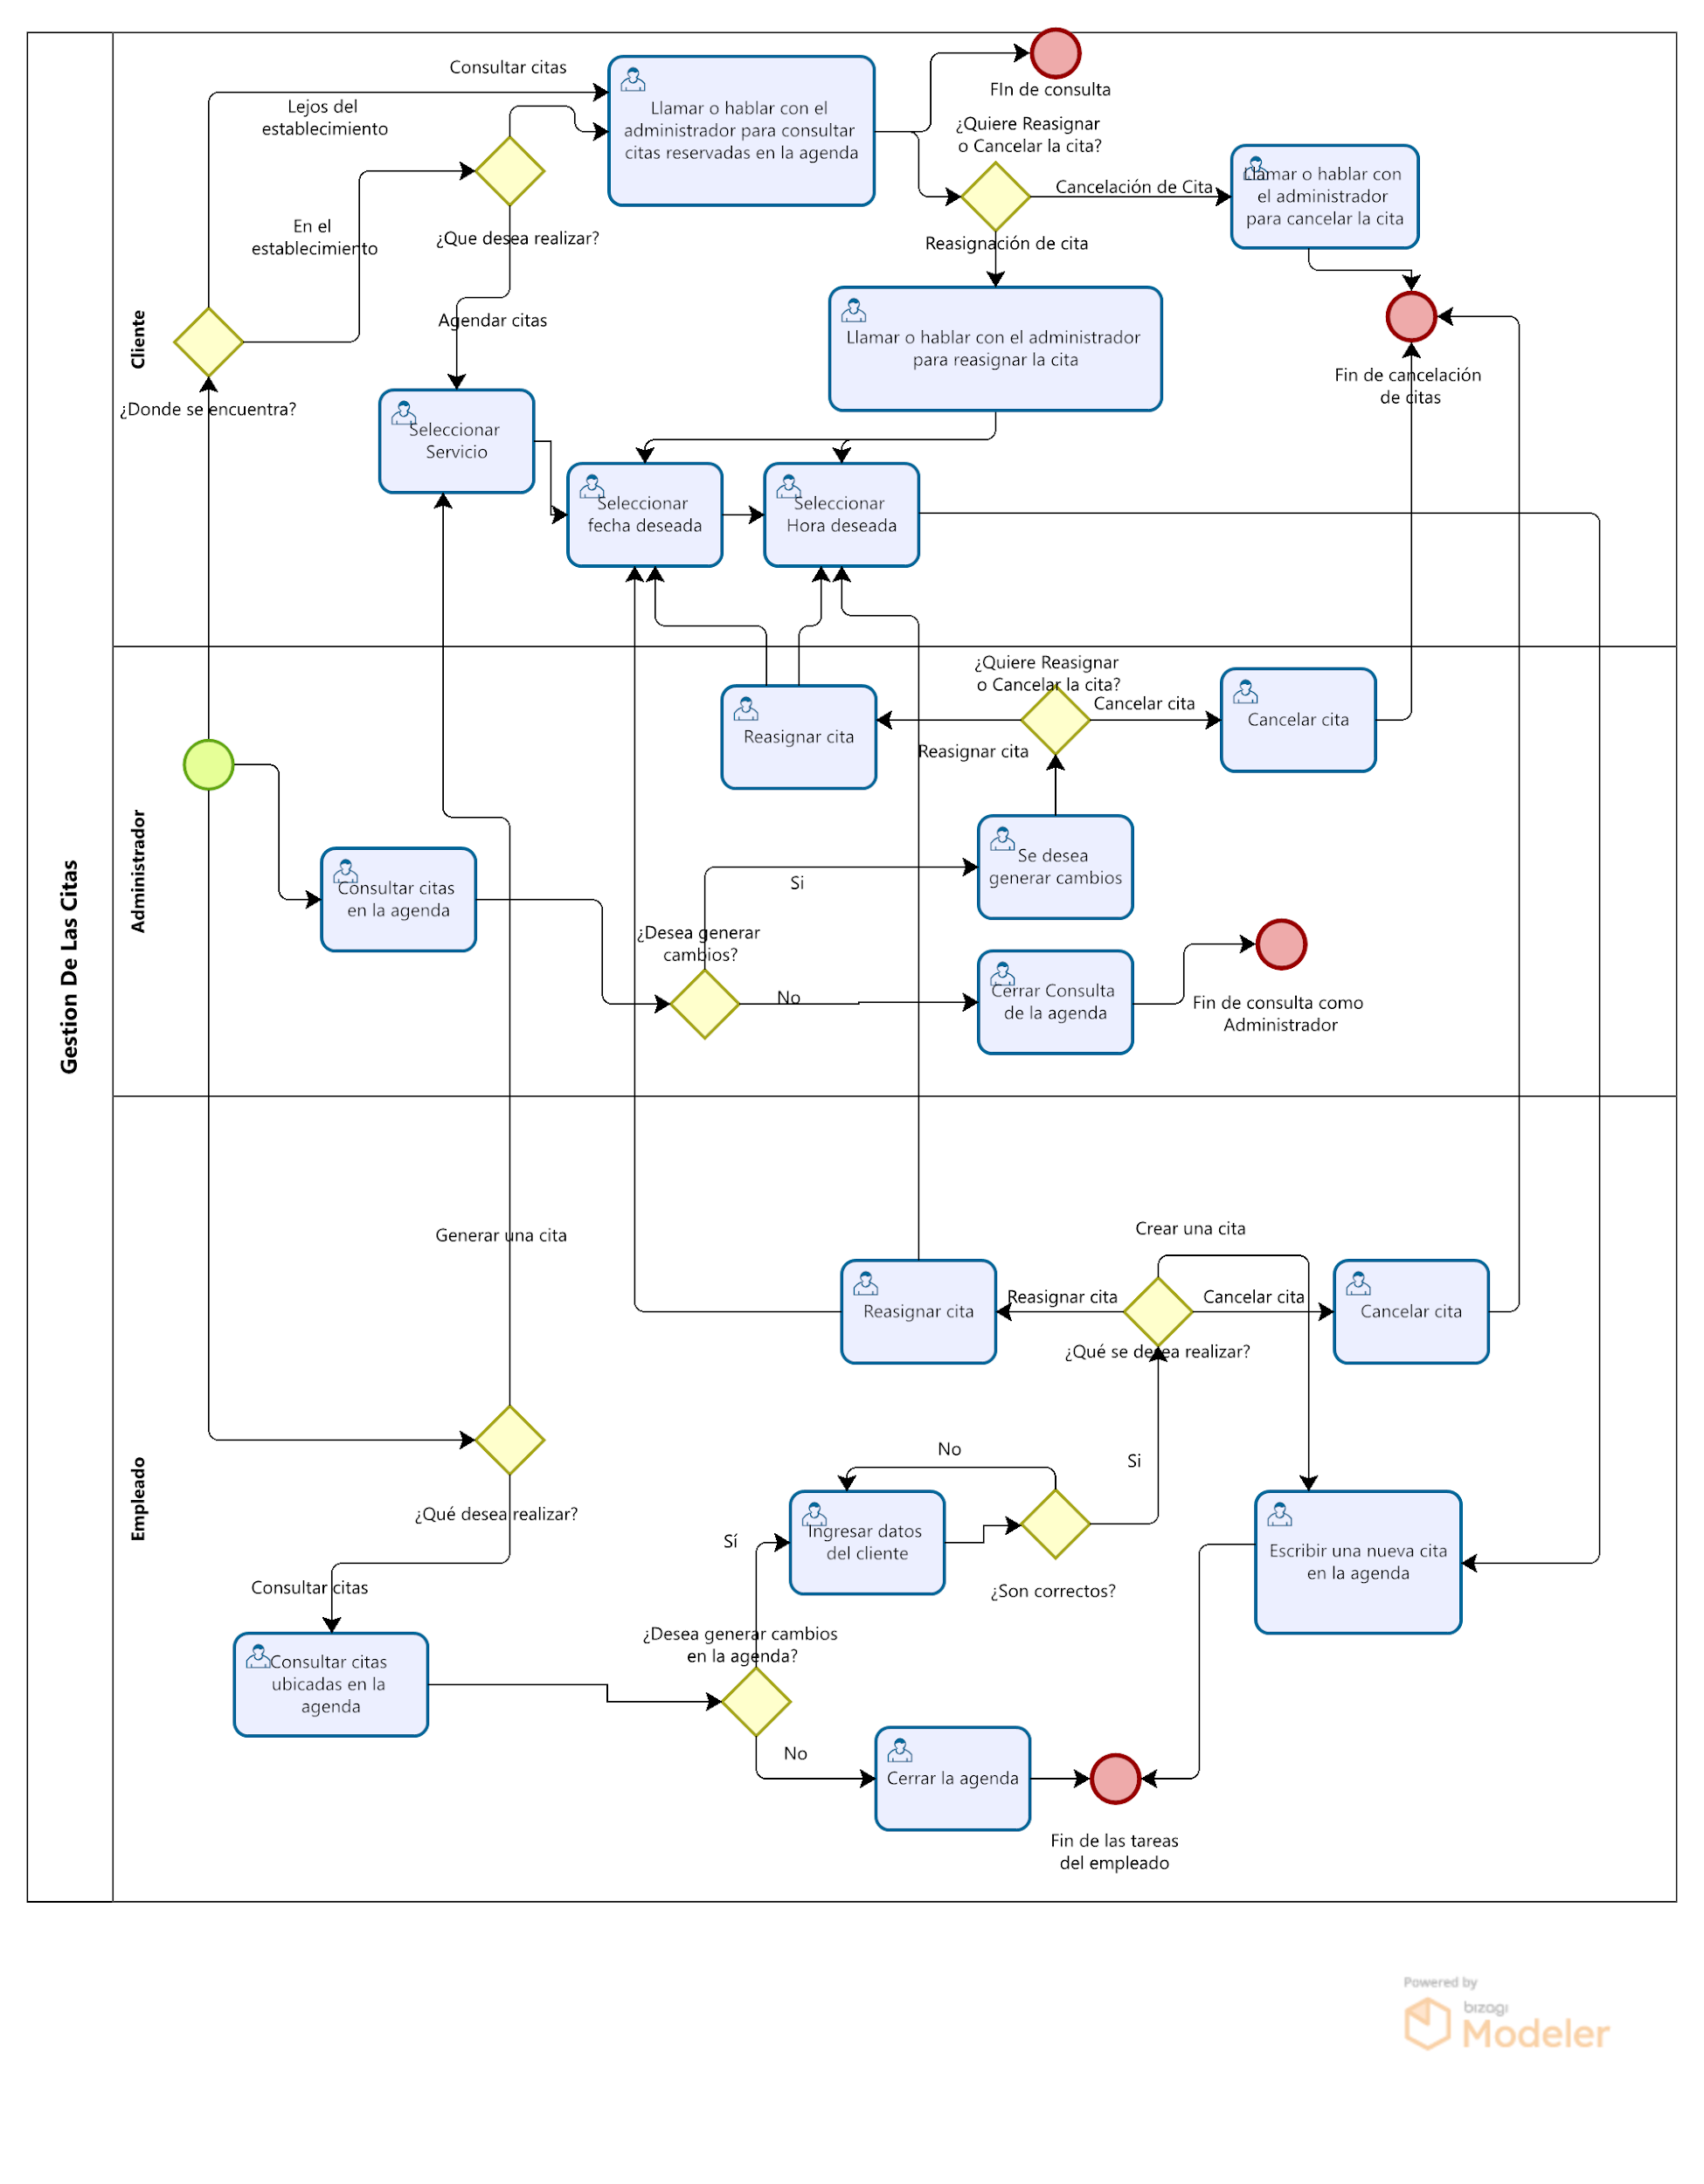 Gestion De Las Citas
Cliente
Consultar citas
Lejos del
establecimiento
En el
establecimiento
¿Donde se encuentra?
¿Que desea realizar?
Agendar citas
Llamar o hablar con el
administrador para consultar
citas reservadas en la agenda
FIn de consulta
¿Quiere Reasignar
o Cancelar la cita?
Cancelación de Cita
Reasignación de cita
Llamar o hablar con
el administrador
para cancelar la cita
Llamar o hablar con el administrador
para reasignar la cita
Fin de cancelación
de citas
Seleccionar
Servicio
Seleccionar
fecha deseada
Seleccionar
Hora deseada
Administrador
Consultar citas
en la agenda
¿Desea generar
cambios?
Si
No
Se desea
generar cambios
Cerrar Consulta
de la agenda
Fin de consulta como
Administrador
¿Quiere Reasignar
o Cancelar la cita?
Cancelar cita
Reasignar cita
Reasignar cita
Cancelar cita
Empleado
Generar una cita
¿Qué desea realizar?
Consultar citas
Consultar citas
ubicadas en la
agenda
¿Desea generar cambios
en la agenda?
Sí
No
Ingresar datos
del cliente
No
Si
¿Son correctos?
Crear una cita
Reasignar cita
Cancelar cita
¿Qué se desea realizar?
Reasignar cita
Cancelar cita
Escribir una nueva cita
en la agenda
Cerrar la agenda
Fin de las tareas
del empleado
Powered by
bizagi
Modeler